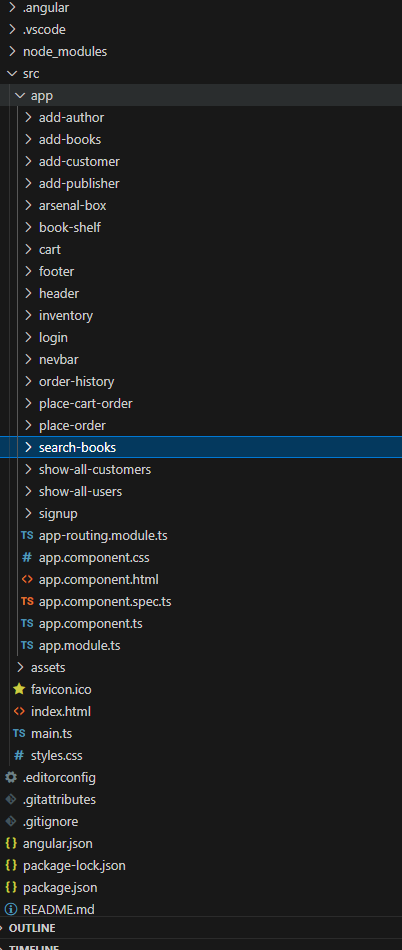 .angular
.vscode
node_modules
src
app
add-author
add-books
add-customer
add-publisher
arsenal-box
book-shelf
cart
footer
header
inventory
login
nevbar
order-history
place-cart-order
place-order
search-books
show-all-customers
show-all-users
signup
TS app-routing.module.ts
# app.component.css
<> app.component.html
TS app.component.spec.ts
TS app.component.ts
TS app.module.ts
assets
favicon.ico
<> index.html
TS main.ts
# styles.css
.editorconfig
.gitattributes
.gitignore
{} angular.json
{} package-lock.json
{} package.json
README.md
OUTLINE
TIMELINE